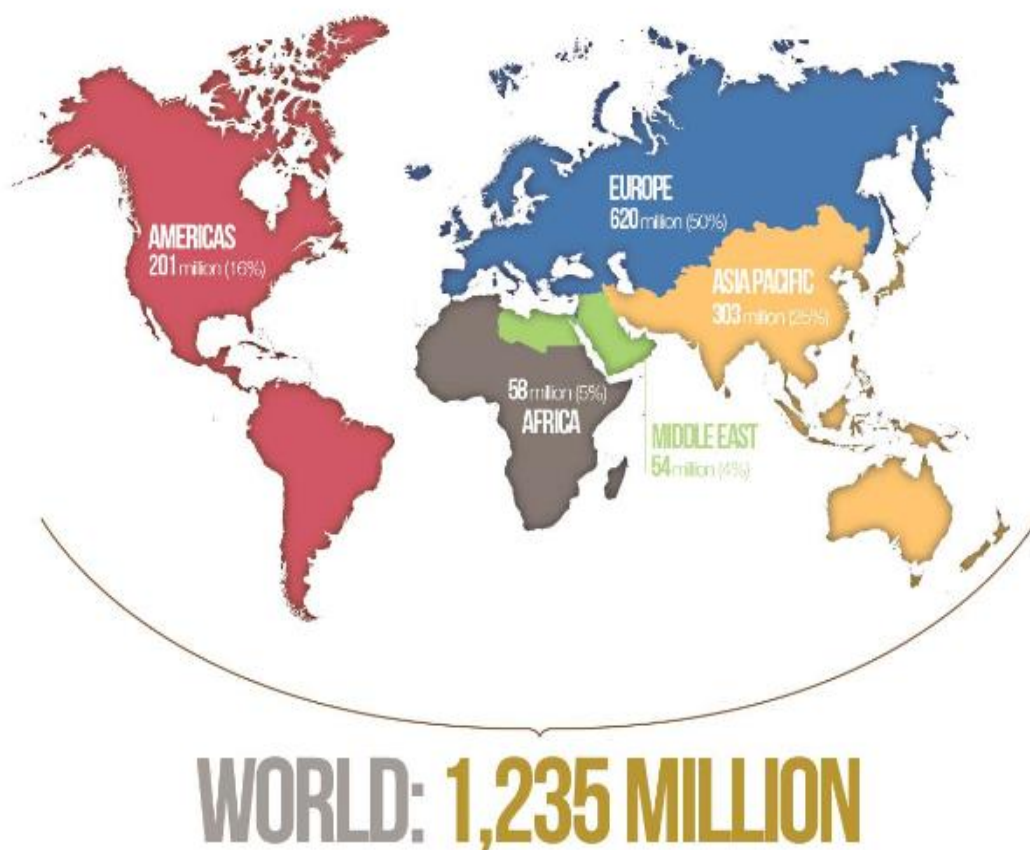 AMERICAS
201 million (16%)
EUROPE
620 million (50%)
ASIA PACIFIC
303 million (25%)
58 million (5%)
AFRICA
MIDDLE EAST
54 million (4%)
WORLD: 1,235 MILLION